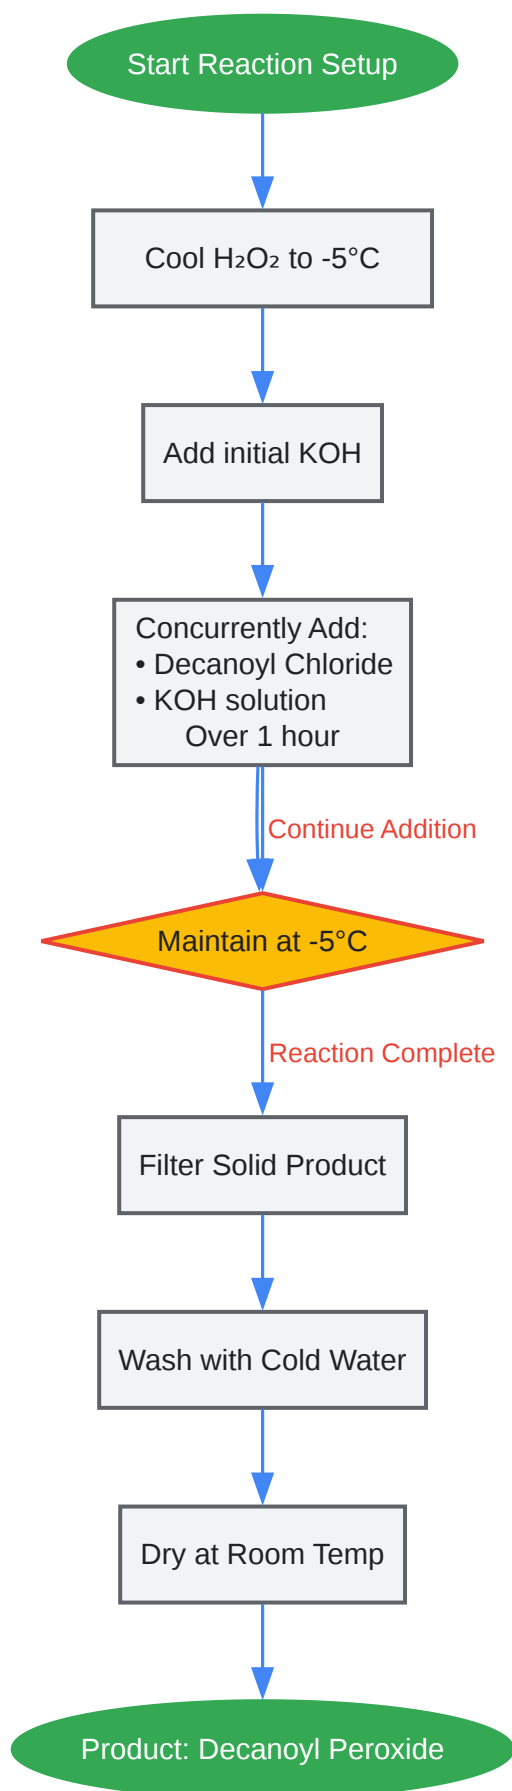 Start Reaction Setup
Cool H₂O₂ to -5°C
Add initial KOH
Concurrently Add:
• Decanoyl Chloride
• KOH solution
Over 1 hour
Continue Addition
Maintain at -5°C
Reaction Complete
Filter Solid Product
Wash with Cold Water
Dry at Room Temp
Product: Decanoyl Peroxide